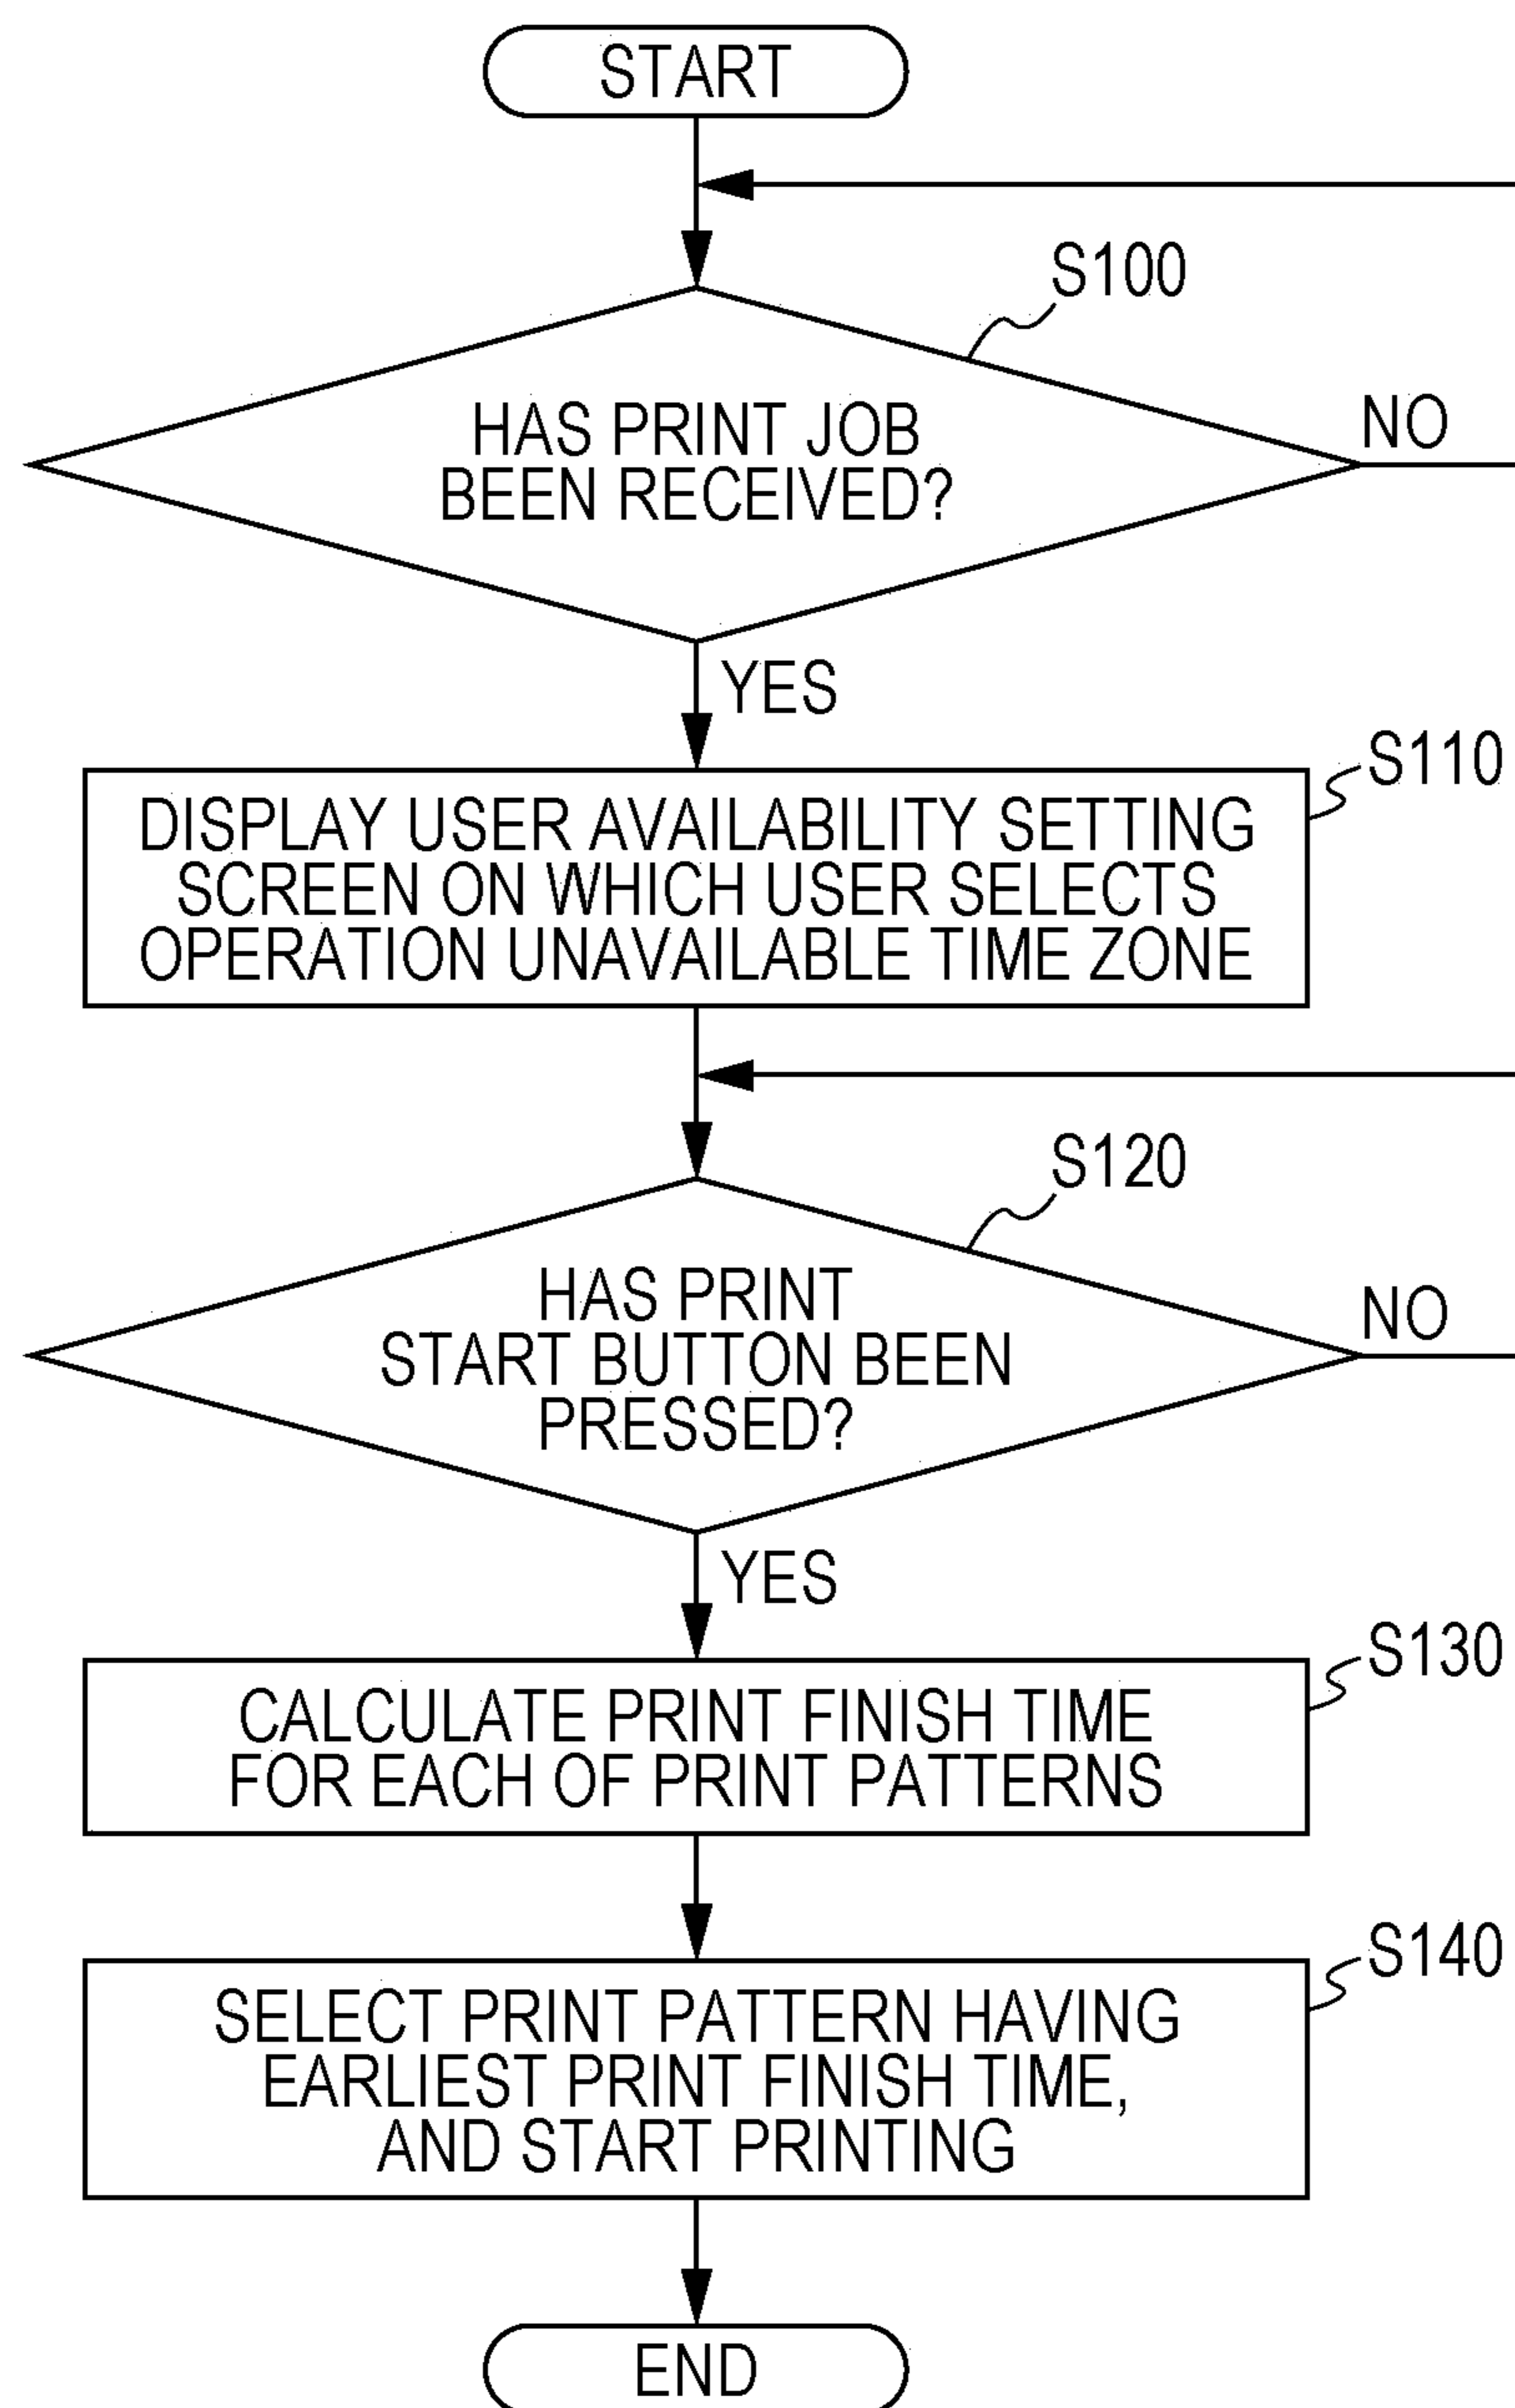 START
S100
HAS PRINT JOB
BEEN RECEIVED?
NO
YES
S110
DISPLAY USER AVAILABILITY SETTING
SCREEN ON WHICH USER SELECTS
OPERATION UNAVAILABLE TIME ZONE
S120
HAS PRINT
START BUTTON BEEN
PRESSED?
NO
YES
S130
CALCULATE PRINT FINISH TIME
FOR EACH OF PRINT PATTERNS
S140
SELECT PRINT PATTERN HAVING
EARLIEST PRINT FINISH TIME,
AND START PRINTING
END